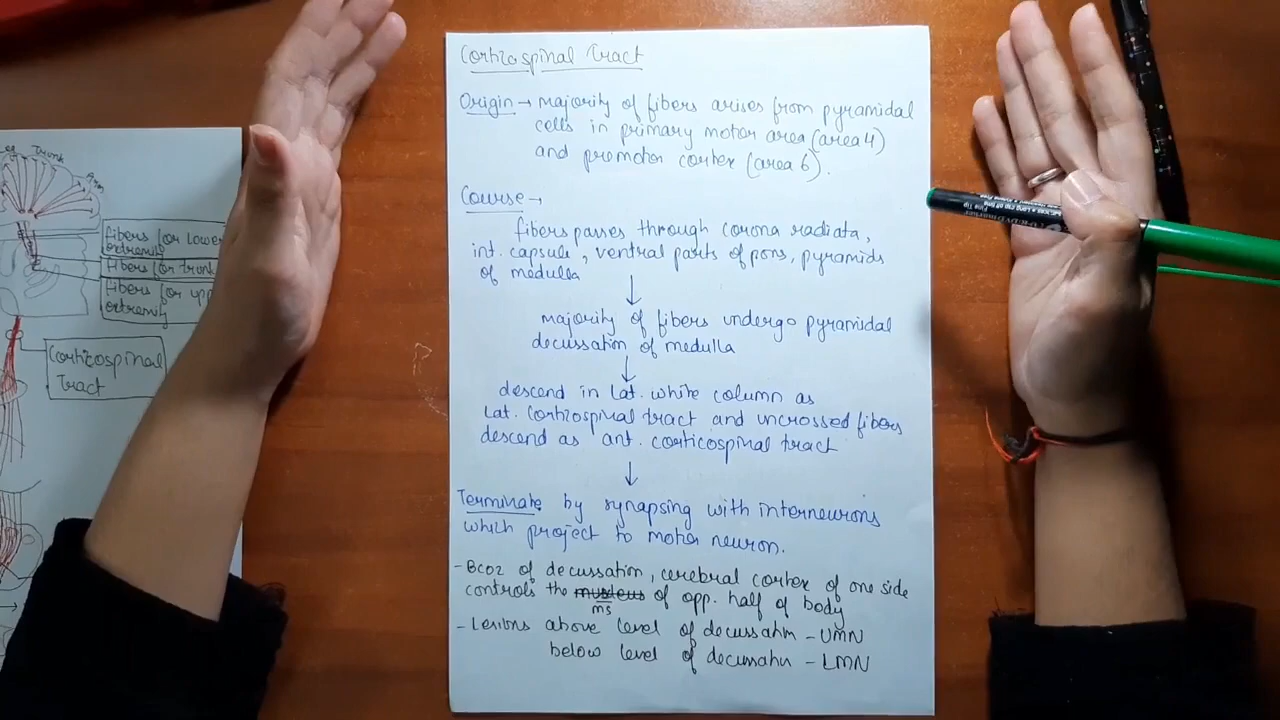 Corticospinal Tract
Origin → majority of fibers arises from pyramidal
cells in primary motor area (area 4)
and premotor cortex (area 6).
Course →
fibers passes through corona radiata,
int. capsule, ventral parts of pons, pyramids
of medulla
↓
majority of fibers undergo pyramidal
decussation of medulla
↓
descend in Lat. white column as
Lat. corticospinal tract and uncrossed fibers
descend as ant. corticospinal tract
↓
Terminate by synapsing with interneurons
which project to motor neuron.
- Bcoz of decussation, cerebral cortex of one side
controls the ms of opp. half of body
- Lesions above level of decussatn - UMN
below level of decussatn - LMN
Trunk
Arm
fibers for Lower
extremity
fibers for trunk
fibers for upp
extremity
Corticospinal
Tract